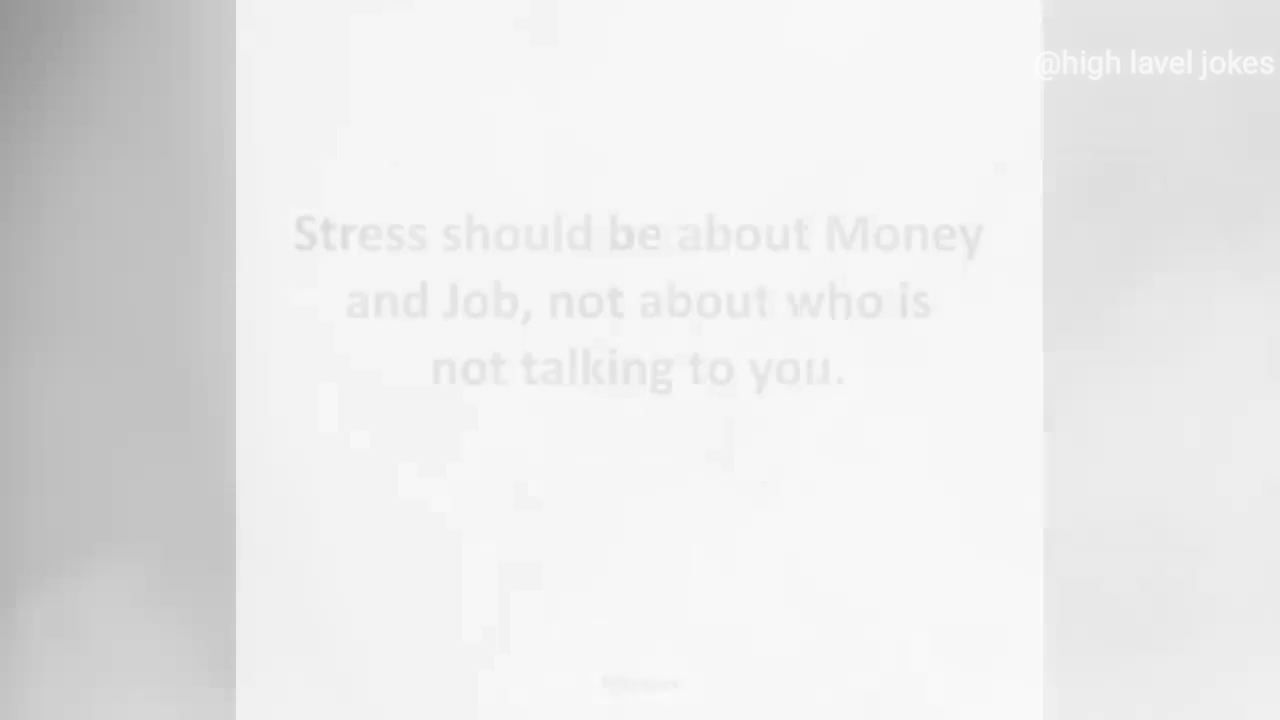 @high lavel jokes
Stress should be about Money
and Job, not about who is
not talking to you.